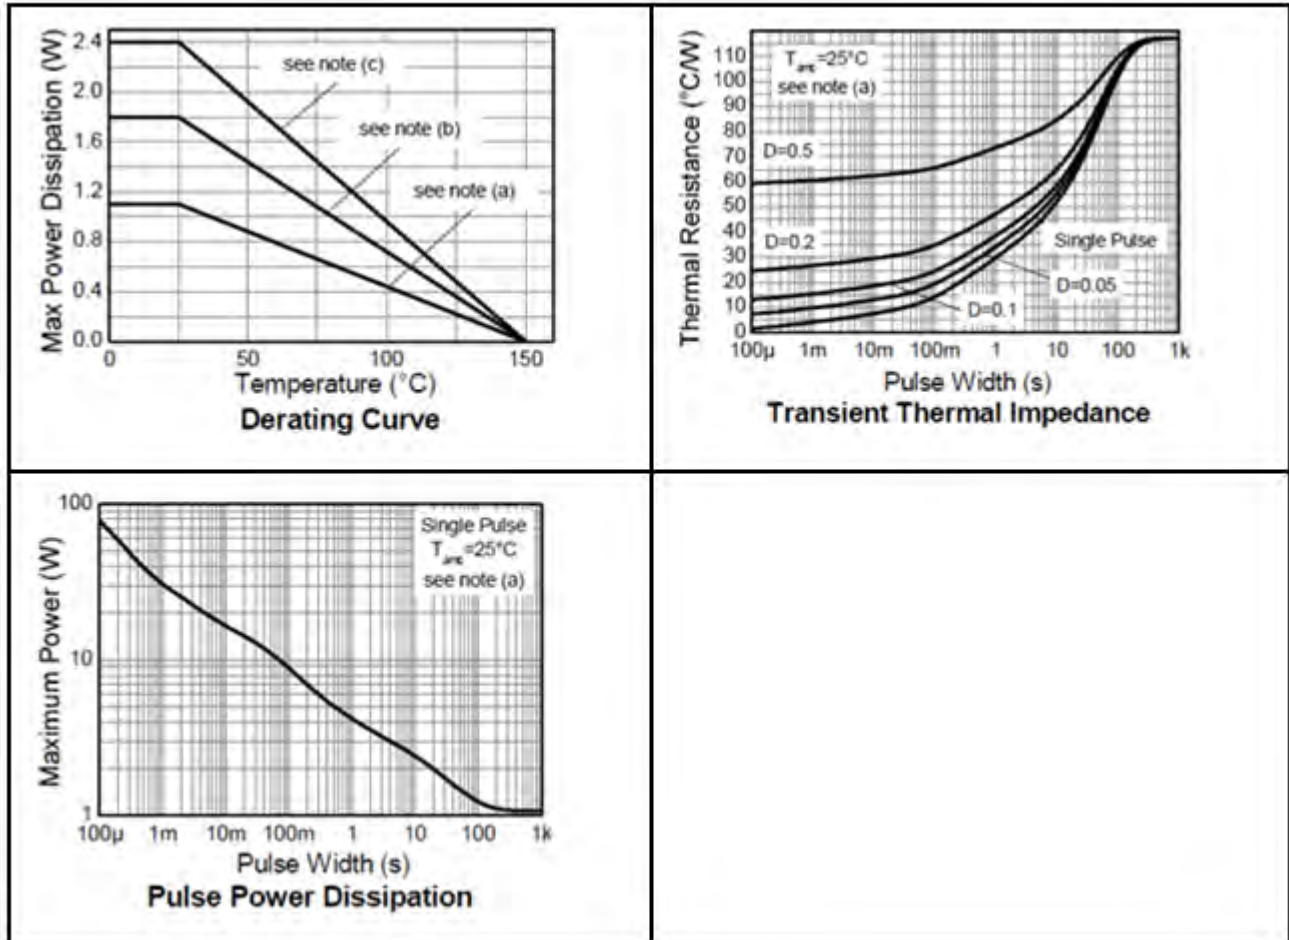 Max Power Dissipation (W)
2.4
2.0
1.6
1.2
0.8
0.4
0.0
see note (c)
see note (b)
see note (a)
0 50 100 150
Temperature (°C)
Derating Curve
Thermal Resistance (°C/W)
110
100
90
80
70
60
50
40
30
20
10
0
=25°C
see note (a)
D=0.5
D=0.2
Single Pulse
D=0.05
D=0.1
100µ 1m 10m 100m 1 10 100 1k
Pulse Width (s)
Transient Thermal Impedance
Maximum Power (W)
100
10
1
Single Pulse
=25°C
see note (a)
100µ 1m 10m 100m 1 10 100 1k
Pulse Width (s)
Pulse Power Dissipation